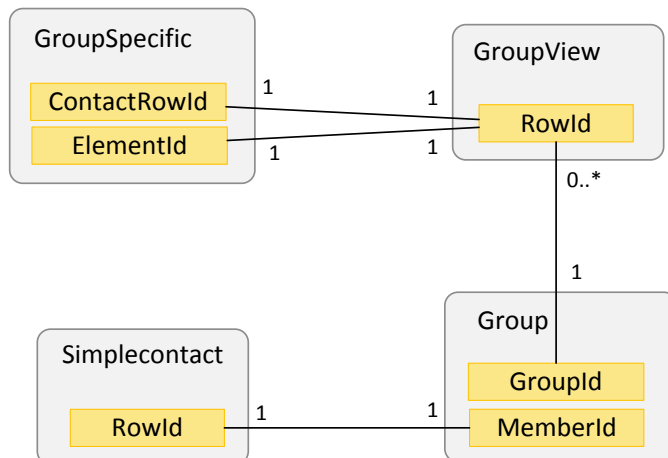 GroupSpecific
ContactRowId
ElementId
1
1
1
1
GroupView
RowId
0..*
1
Group
GroupId
MemberId
Simplecontact
RowId
1
1